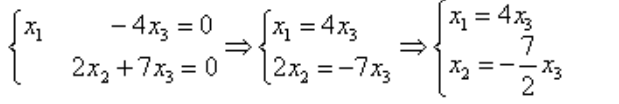 { x₁ - 4x₃ = 0 ⇒ { x₁ = 4x₃ ⇒ { x₁ = 4x₃
2x₂ + 7x₃ = 0 2x₂ = -7x₃ x₂ = -7/2 x₃